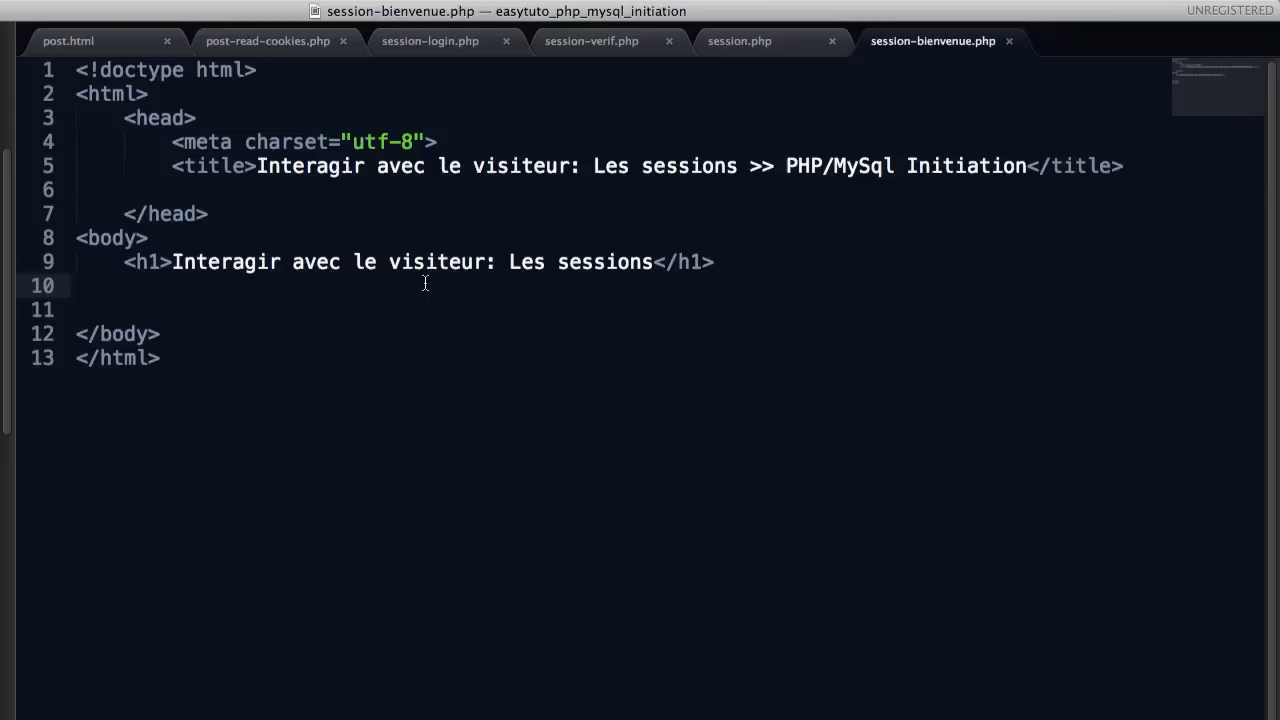 session-bienvenue.php — easytuto_php_mysql_initiation
UNREGISTERED
post.html × post-read-cookies.php × session-login.php × session-verif.php × session.php × session-bienvenue.php ×
1 <!doctype html>
2 <html>
3 <head>
4 <meta charset="utf-8">
5 <title>Interagir avec le visiteur: Les sessions >> PHP/MySql Initiation</title>
6
7 </head>
8 <body>
9 <h1>Interagir avec le visiteur: Les sessions</h1>
10
11
12 </body>
13 </html>